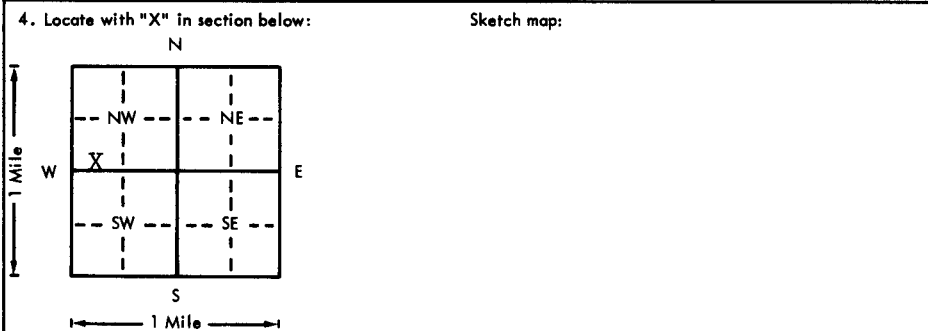 4. Locate with "X" in section below: Sketch map:
N
NW NE
1 Mile
W X E
SW SE
S
1 Mile